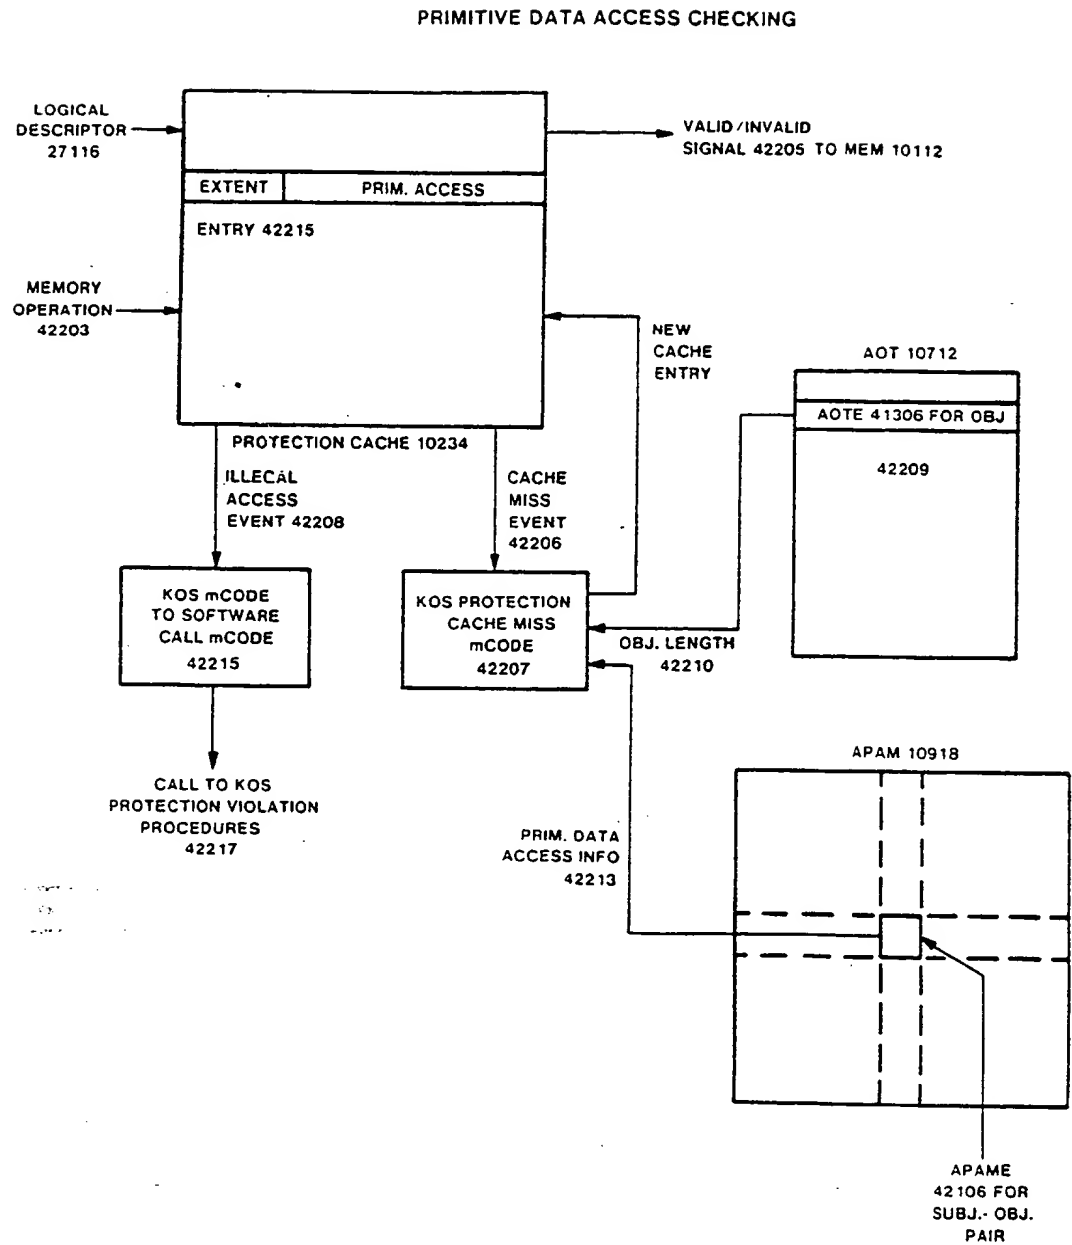 PRIMITIVE DATA ACCESS CHECKING
LOGICAL
DESCRIPTOR
27116
VALID/INVALID
SIGNAL 42205 TO MEM 10112
EXTENT
PRIM. ACCESS
ENTRY 42215
MEMORY
OPERATION
42203
NEW
CACHE
ENTRY
AOT 10712
AOTE 41306 FOR OBJ
42209
PROTECTION CACHE 10234
ILLECAL
ACCESS
EVENT 42208
CACHE
MISS
EVENT
42206
KOS mCODE
TO SOFTWARE
CALL mCODE
42215
KOS PROTECTION
CACHE MISS
mCODE
42207
OBJ. LENGTH
42210
CALL TO KOS
PROTECTION VIOLATION
PROCEDURES
42217
APAM 10918
PRIM. DATA
ACCESS INFO
42213
APAME
42106 FOR
SUBJ.- OBJ.
PAIR